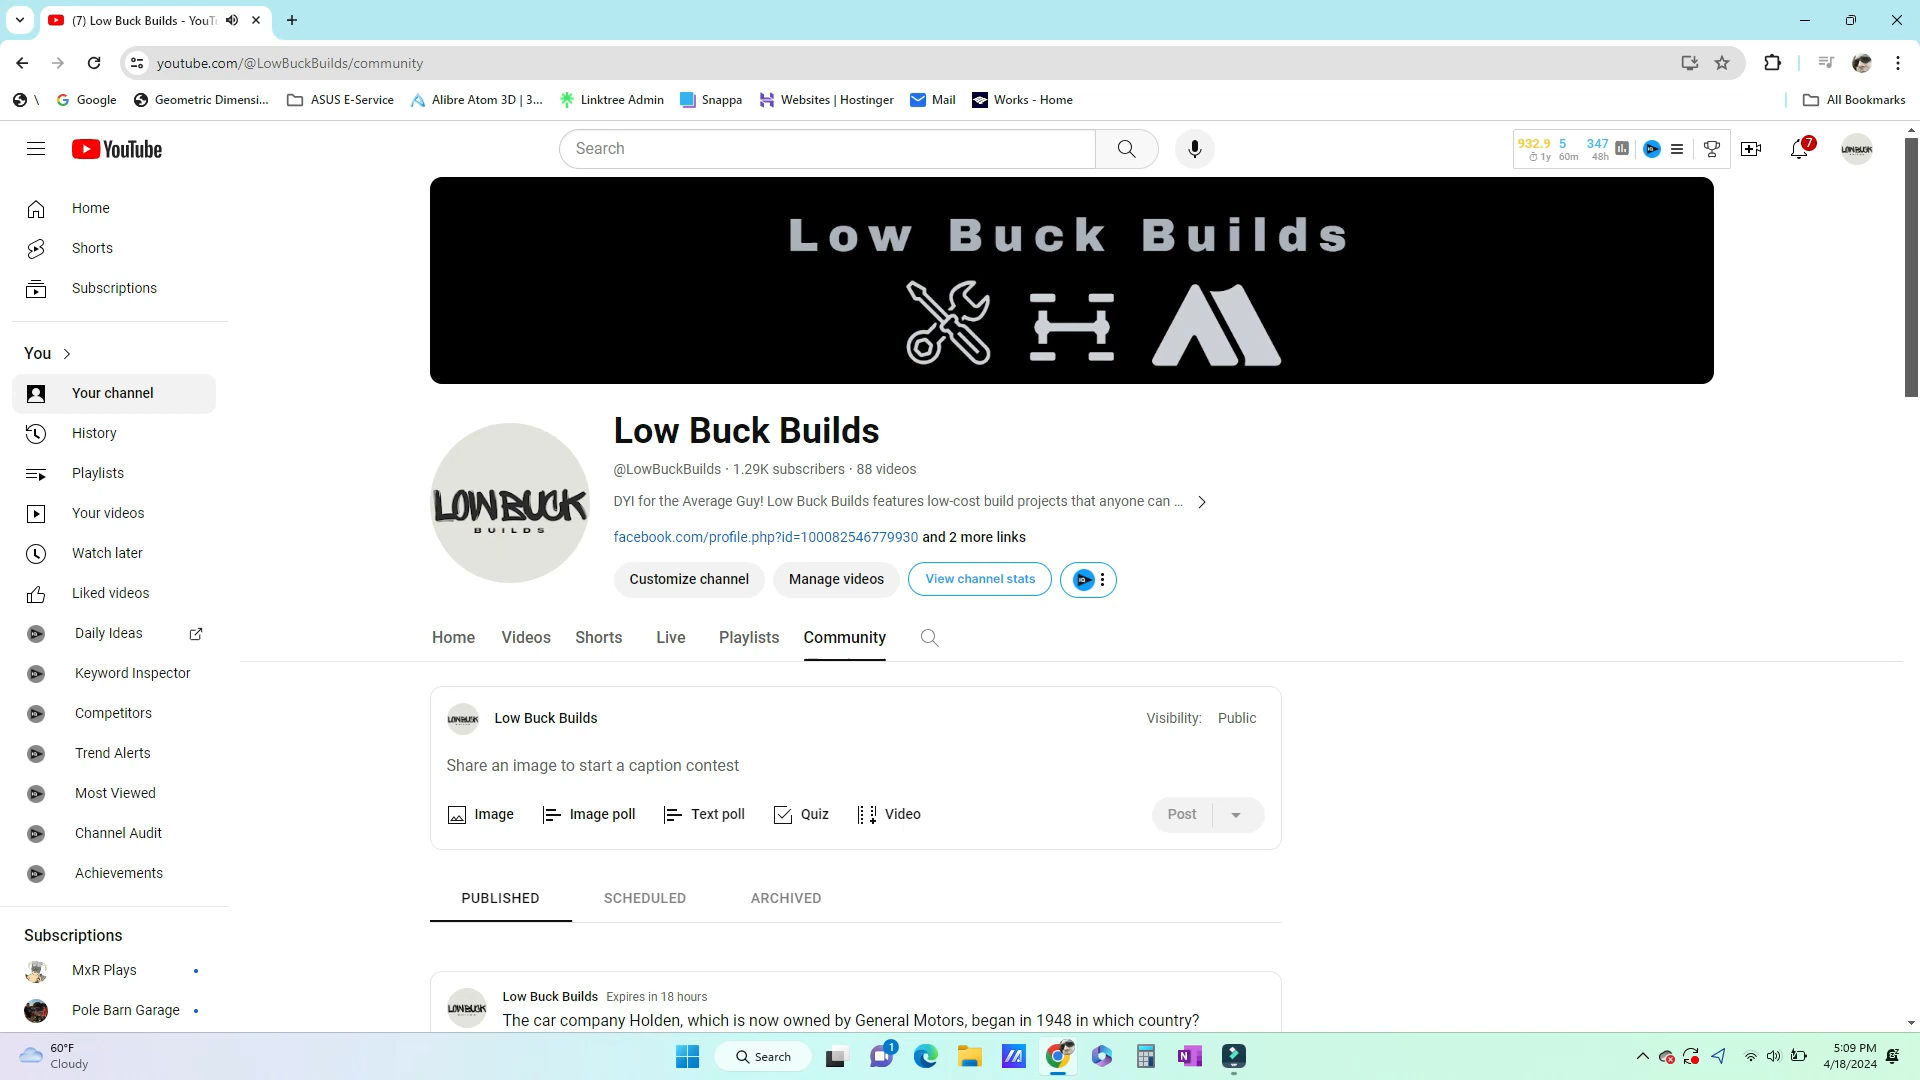 (7) Low Buck Builds - YouTu
youtube.com/@LowBuckBuilds/community
\
Google
Geometric Dimensi...
ASUS E-Service
Alibre Atom 3D | 3...
Linktree Admin
Snappa
Websites | Hostinger
Mail
Works - Home
All Bookmarks
YouTube
Search
932.9 5 347
1y 60m 48h
7
Home
Shorts
Subscriptions
You
Your channel
History
Playlists
Your videos
Watch later
Liked videos
Daily Ideas
Keyword Inspector
Competitors
Trend Alerts
Most Viewed
Channel Audit
Achievements
Subscriptions
MxR Plays
Pole Barn Garage
Low Buck Builds
LOWBUCK
BUILDS
Low Buck Builds
@LowBuckBuilds · 1.29K subscribers · 88 videos
DYI for the Average Guy! Low Buck Builds features low-cost build projects that anyone can ...
facebook.com/profile.php?id=100082546779930 and 2 more links
Customize channel
Manage videos
View channel stats
Home
Videos
Shorts
Live
Playlists
Community
Low Buck Builds
Visibility: Public
Share an image to start a caption contest
Image
Image poll
Text poll
Quiz
Video
Post
PUBLISHED
SCHEDULED
ARCHIVED
Low Buck Builds Expires in 18 hours
The car company Holden, which is now owned by General Motors, began in 1948 in which country?
60°F
Cloudy
Search
1
5:09 PM
4/18/2024